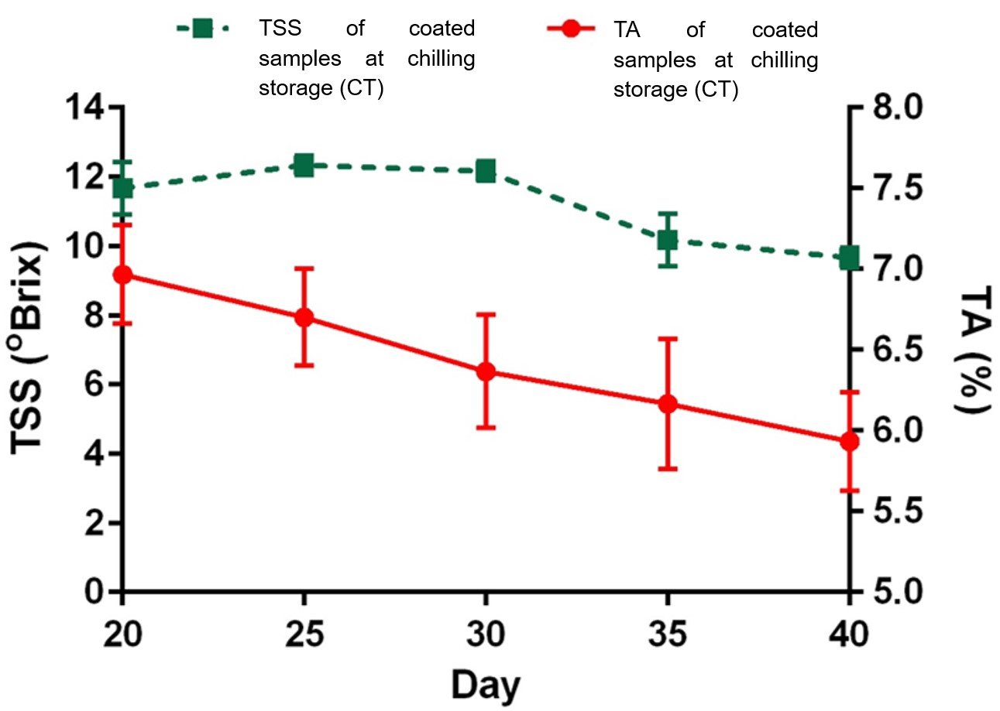 TSS of coated
samples at chilling
storage (CT)
TA of coated
samples at chilling
storage (CT)
14
12
10
8
6
4
2
0
TSS (°Brix)
8.0
7.5
7.0
6.5
6.0
5.5
5.0
TA (%)
20 25 30 35 40
Day